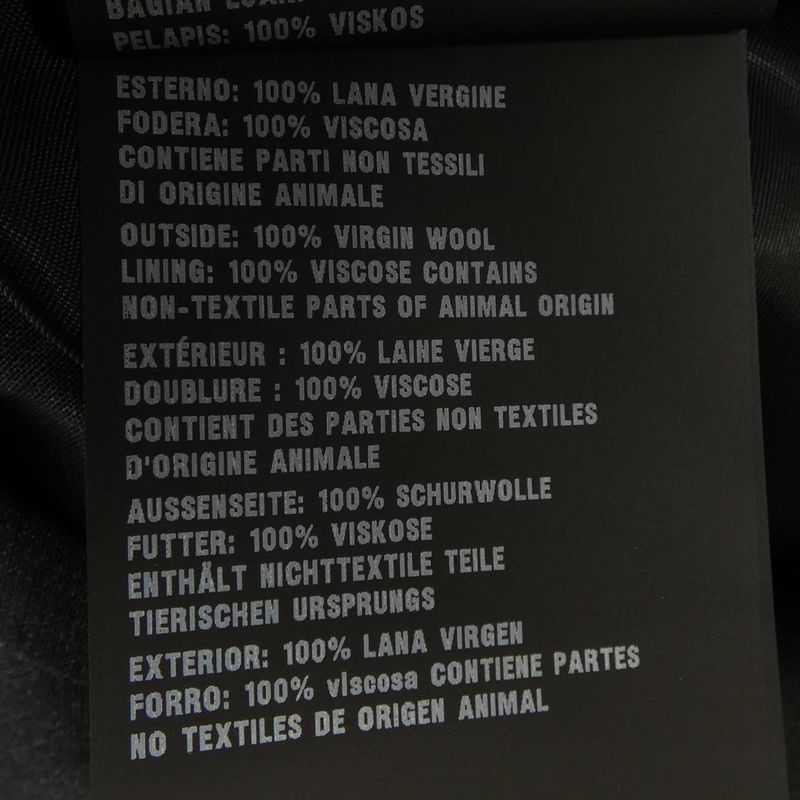 BAGIAN
PELAPIS: 100% VISKOS
ESTERNO: 100% LANA VERGINE
FODERA: 100% VISCOSA
CONTIENE PARTI NON TESSILI
DI ORIGINE ANIMALE
OUTSIDE: 100% VIRGIN WOOL
LINING: 100% VISCOSE CONTAINS
NON-TEXTILE PARTS OF ANIMAL ORIGIN
EXTÉRIEUR : 100% LAINE VIERGE
DOUBLURE : 100% VISCOSE
CONTIENT DES PARTIES NON TEXTILES
D'ORIGINE ANIMALE
AUSSENSEITE: 100% SCHURWOLLE
FUTTER: 100% VISKOSE
ENTHÄLT NICHTTEXTILE TEILE
TIERISCHEN URSPRUNGS
EXTERIOR: 100% LANA VIRGEN
FORRO: 100% vIscosa CONTIENE PARTES
NO TEXTILES DE ORIGEN ANIMAL